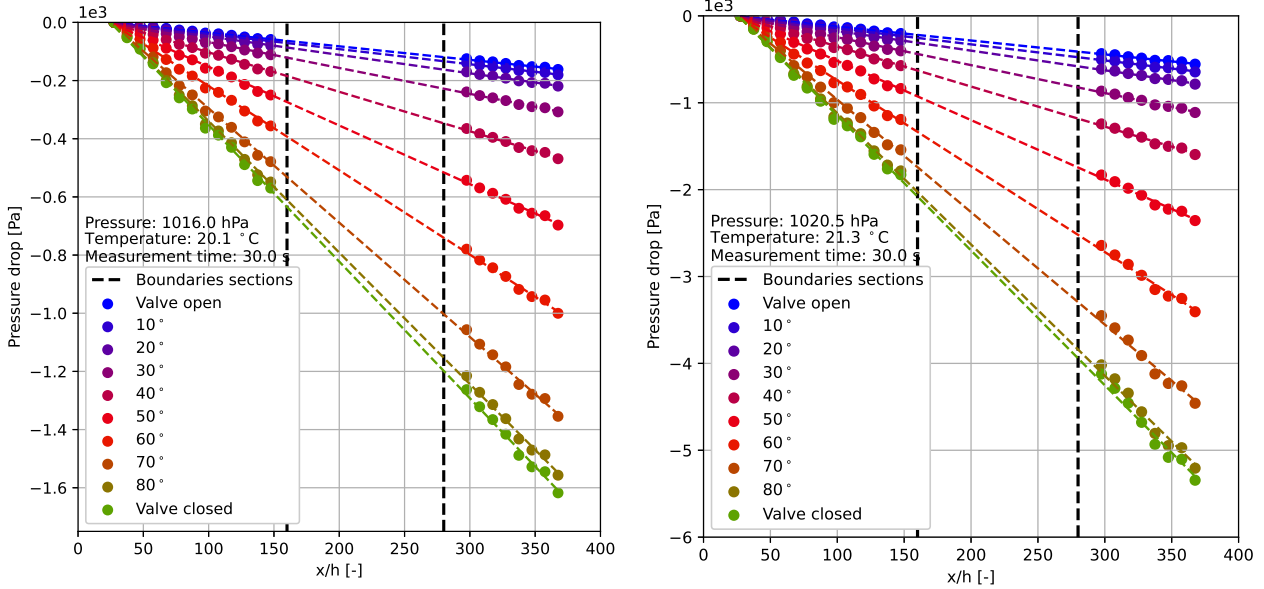 1e3
0.0
−0.2
−0.4
−0.6
−0.8
−1.0
−1.2
−1.4
−1.6
Pressure drop [Pa]
Pressure: 1016.0 hPa
Temperature: 20.1 °C
Measurement time: 30.0 s
Boundaries sections
Valve open
10°
20°
30°
40°
50°
60°
70°
80°
Valve closed
0 50 100 150 200 250 300 350 400
x/h [-]
1e3
0
−1
−2
−3
−4
−5
−6
Pressure drop [Pa]
Pressure: 1020.5 hPa
Temperature: 21.3 °C
Measurement time: 30.0 s
Boundaries sections
Valve open
10°
20°
30°
40°
50°
60°
70°
80°
Valve closed
0 50 100 150 200 250 300 350 400
x/h [-]